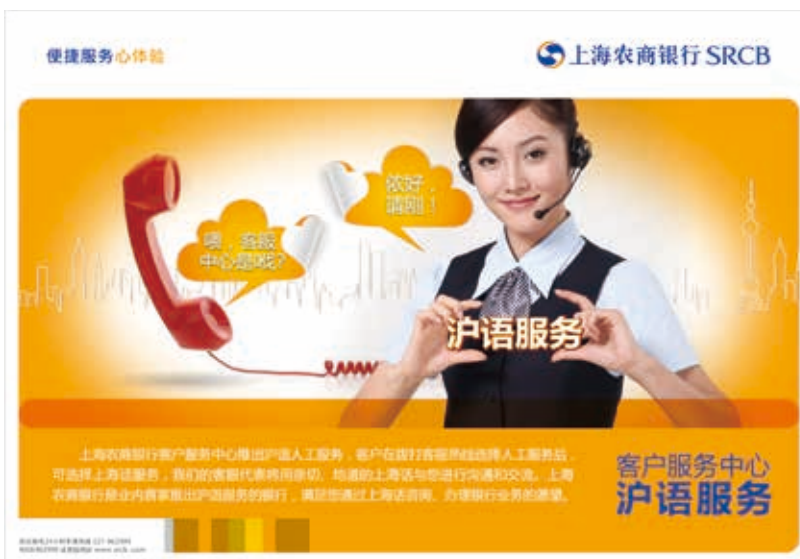 便捷服务心体验
上海农商银行 SRCB
侬好，
请刚！
喂，客服
中心是哦？
沪语服务
上海农商银行客户服务中心推出沪语人工服务，客户在拨打客服热线选择人工服务后，
可选择上海话服务，我们的客服代表将用亲切、地道的上海话与您进行沟通和交流。上海
农商银行是业内首家推出沪语服务的银行，满足您通过上海话咨询、办理银行业务的愿望。
客户服务中心
沪语服务
www.srcb.com